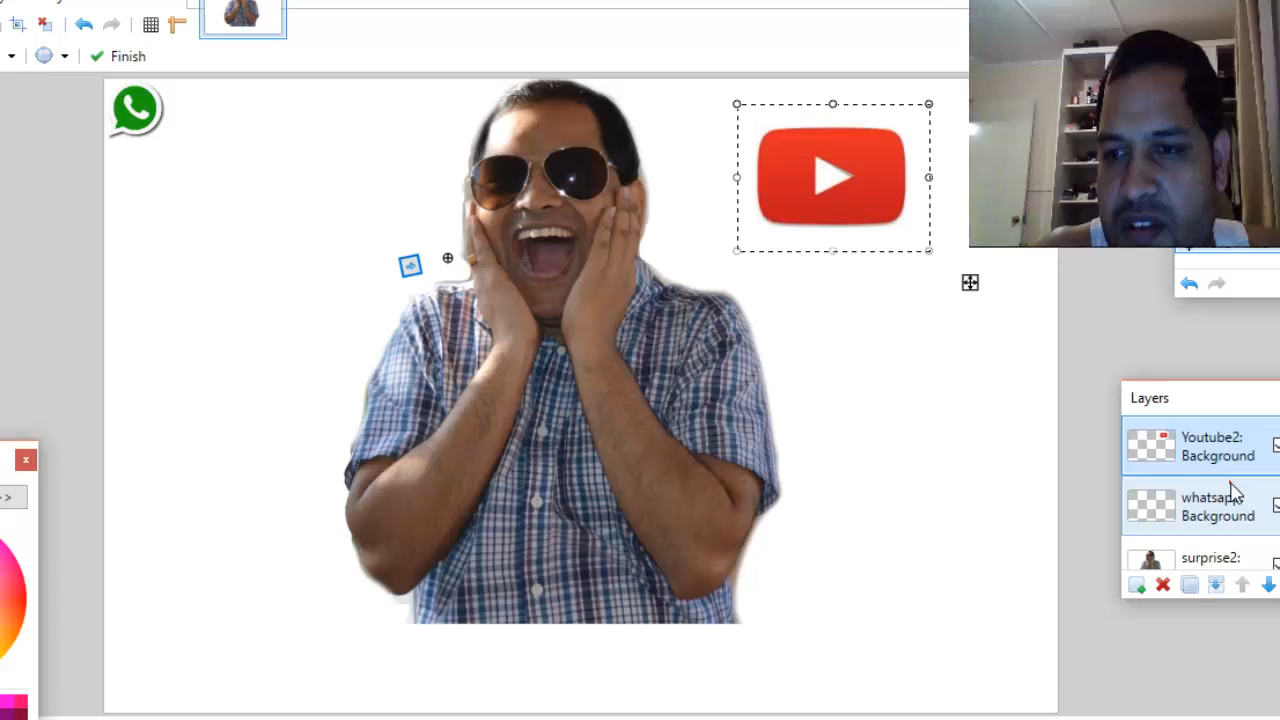 Finish
Layers
Youtube2:
Background
>
whatsapp:
Background
surprise2: